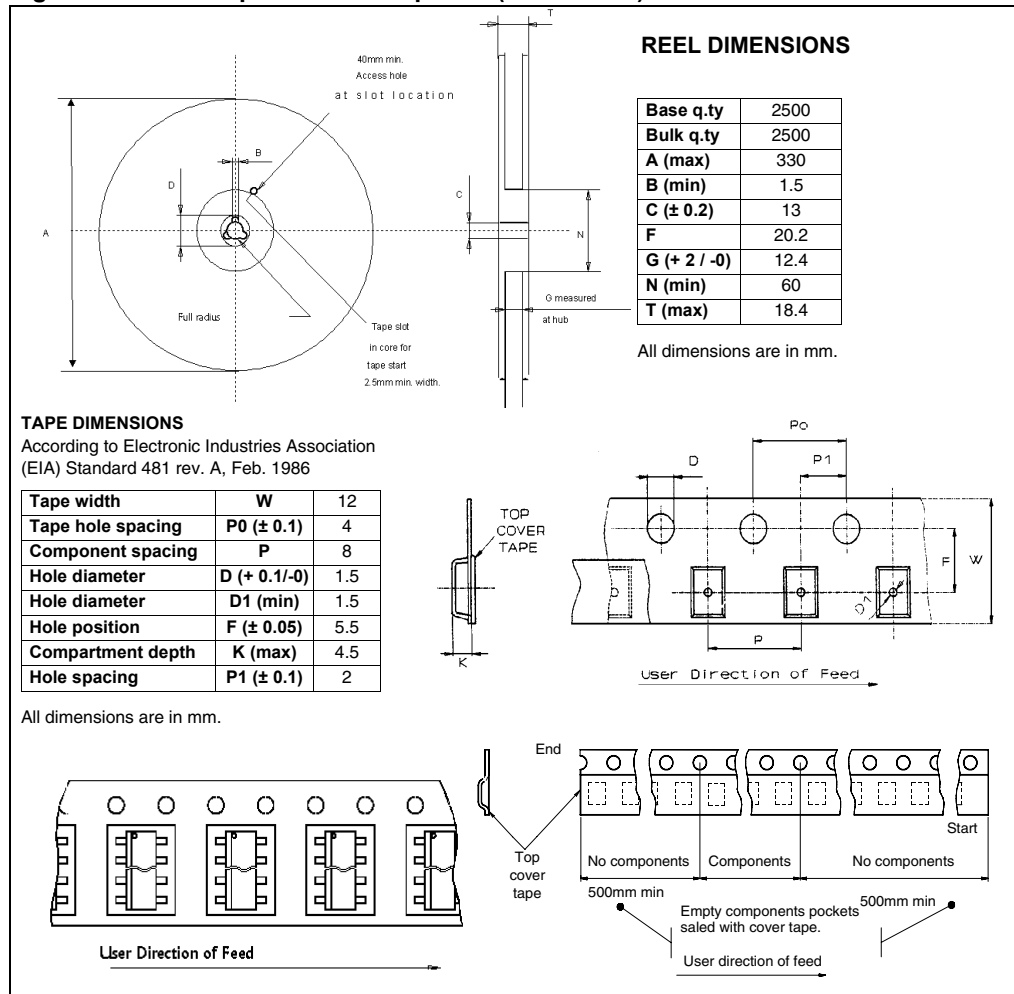 T
REEL DIMENSIONS
40mm min.
Access hole
at slot location
B
D
A
C
N
Full radius
Tape slot
in core for
tape start
2.5mm min. width.
G measured
at hub
Base q.ty 2500
Bulk q.ty 2500
A (max) 330
B (min) 1.5
C (± 0.2) 13
F 20.2
G (+ 2 / -0) 12.4
N (min) 60
T (max) 18.4
All dimensions are in mm.
TAPE DIMENSIONS
According to Electronic Industries Association
(EIA) Standard 481 rev. A, Feb. 1986
Tape width W 12
Tape hole spacing P0 (± 0.1) 4
Component spacing P 8
Hole diameter D (+ 0.1/-0) 1.5
Hole diameter D1 (min) 1.5
Hole position F (± 0.05) 5.5
Compartment depth K (max) 4.5
Hole spacing P1 (± 0.1) 2
All dimensions are in mm.
TOP
COVER
TAPE
K
Po
D
P1
F
W
P
User Direction of Feed
End
Start
Top
cover
tape
No components
Components
No components
500mm min
500mm min
Empty components pockets
saled with cover tape.
User direction of feed
User Direction of Feed